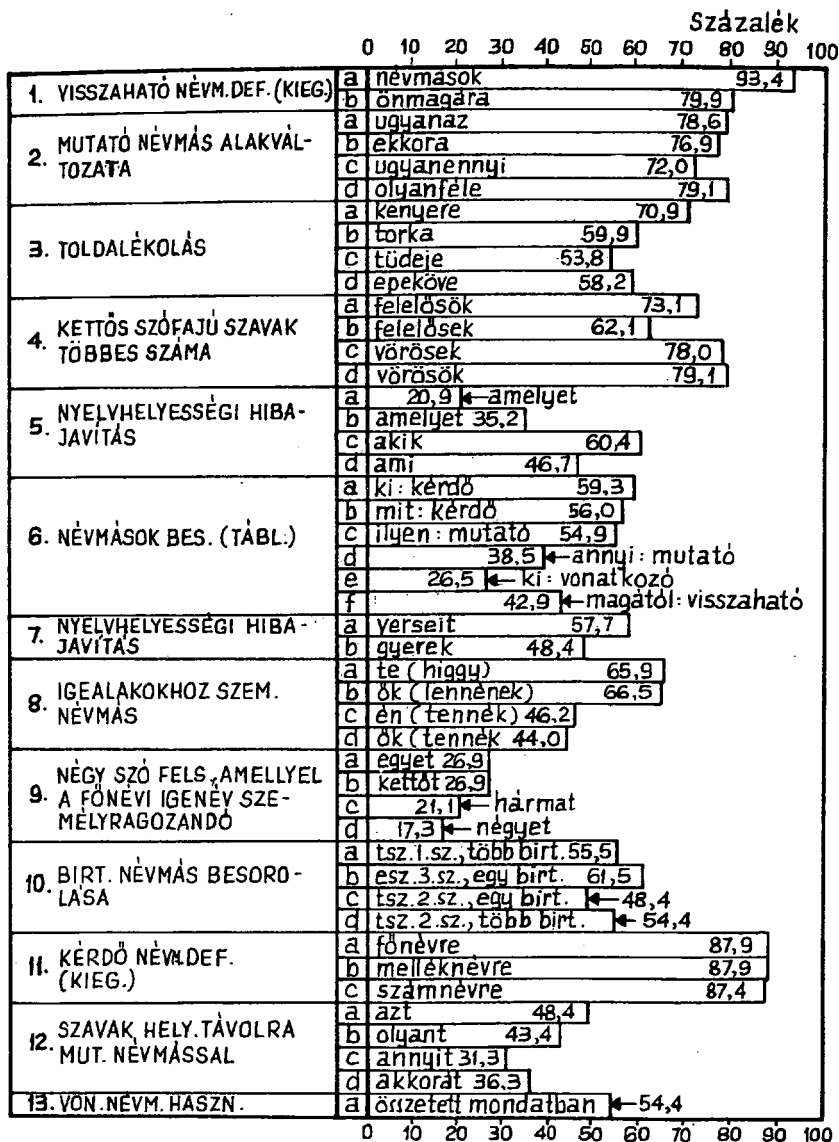 Százalék
0 10 20 30 40 50 60 70 80 90 100
1. VISSZAHATÓ NÉVM. DEF. (KIEG.)
a névmások 93,4
b önmagára 79,9
2. MUTATÓ NÉVMÁS ALAKVÁL-
TOZATA
a ugyanaz 78,6
b ekkora 76,9
c ugyanennyi 72,0
d olyanféle 79,1
3. TOLDALÉKOLÁS
a kenyere 70,9
b torka 59,9
c tüdeje 53,8
d epeköve 58,2
4. KETTŐS SZÓFAJÚ SZAVAK
TÖBBES SZÁMA
a felelősök 73,1
b felelősek 62,1
c vörösek 78,0
d vörösök 79,1
5. NYELVHELYESSÉGI HIBA-
JAVÍTÁS
a 20,9 amelyet
b amelyet 35,2
c akik 60,4
d ami 46,7
6. NÉVMÁSOK BES. (TÁBL.)
a ki: kérdő 59,3
b mit: kérdő 56,0
c ilyen: mutató 54,9
d 38,5 annyi: mutató
e 26,5 ki: vonatkozó
f 42,9 magától: visszaható
7. NYELVHELYESSÉGI HIBA-
JAVÍTÁS
a verseit 57,7
b gyerek 48,4
8. IGEALAKOKHOZ SZEM.
NÉVMÁS
a te (higgy) 65,9
b ők (lennének) 66,5
c én (tennék) 46,2
d ők (tennék 44,0
9. NÉGY SZÓ FELS., AMELLYEL
A FŐNÉVI IGENÉV SZE-
MÉLYRAGOZANDÓ
a egyet 26,9
b kettőt 26,9
c 21,1 hármat
d 17,3 négyet
10. BIRT. NÉVMÁS BESORO-
LÁSA
a tsz.1.sz., több birt. 55,5
b esz.3.sz., egy birt. 61,5
c tsz.2.sz., egy birt. 48,4
d tsz.2.sz., több birt. 54,4
11. KÉRDŐ NÉVM.DEF.
(KIEG.)
a főnévre 87,9
b melléknévre 87,9
c számnévre 87,4
12. SZAVAK HELY. TÁVOLRA
MUT. NÉVMÁSSAL
a azt 48,4
b olyant 43,4
c annyit 31,3
d akkorát 36,3
13. VON. NÉVM. HASZN.
a összetett mondatban 54,4
0 10 20 30 40 50 60 70 80 90 100